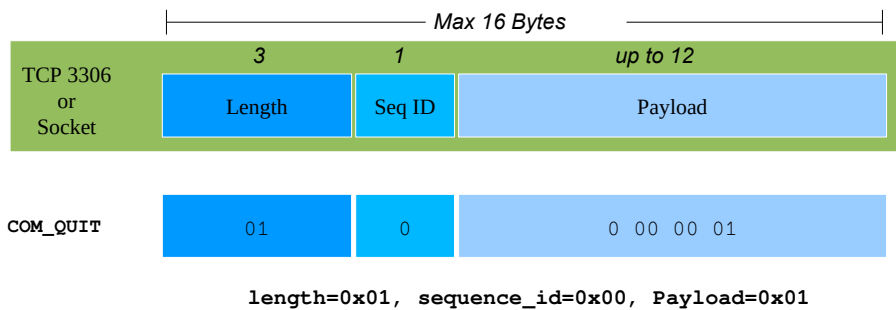 Max 16 Bytes
3 1 up to 12
TCP 3306
or
Socket
Length Seq ID Payload
COM_QUIT 01 0 0 00 00 01
length=0x01, sequence_id=0x00, Payload=0x01